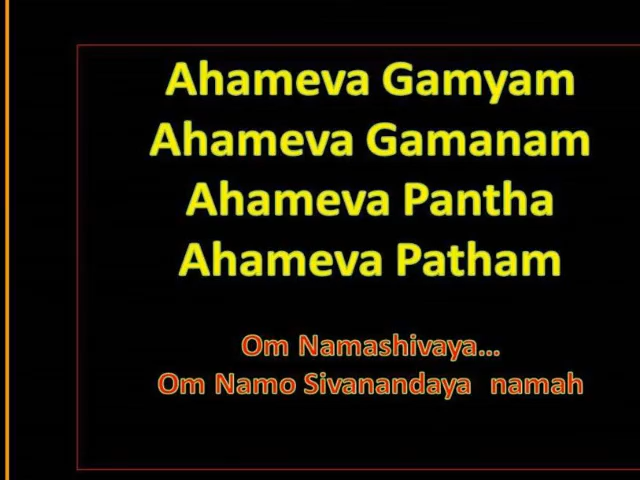 Ahameva Gamyam
Ahameva Gamanam
Ahameva Pantha
Ahameva Patham
Om Namashivaya...
Om Namo Sivanandaya namah